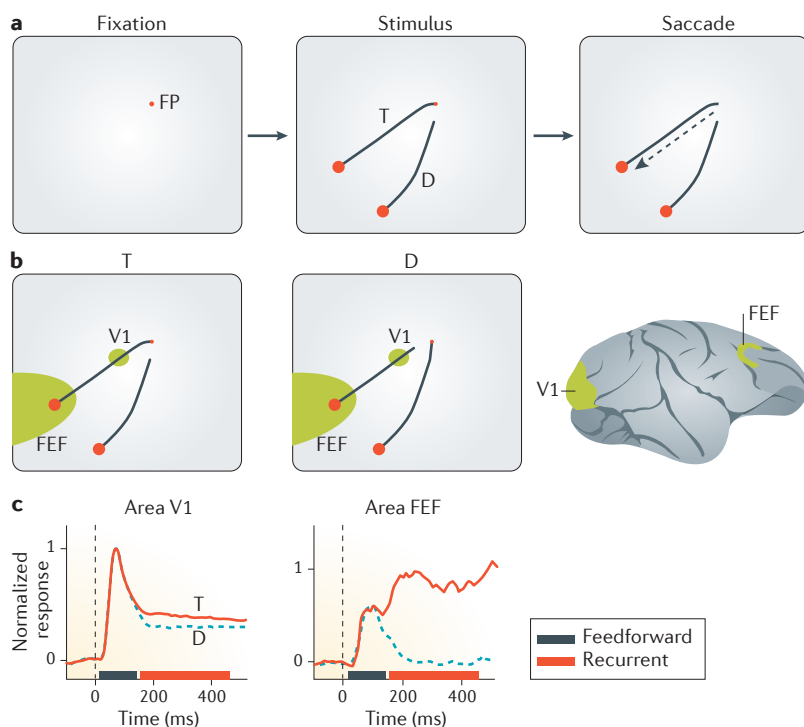 a Fixation Stimulus Saccade
FP
T
D
b T D
V1
FEF
V1
FEF
FEF
V1
c Area V1 Area FEF
Normalized
response
1
0
T
D
0 200 400
Time (ms)
1
0
0 200 400
Time (ms)
Feedforward
Recurrent